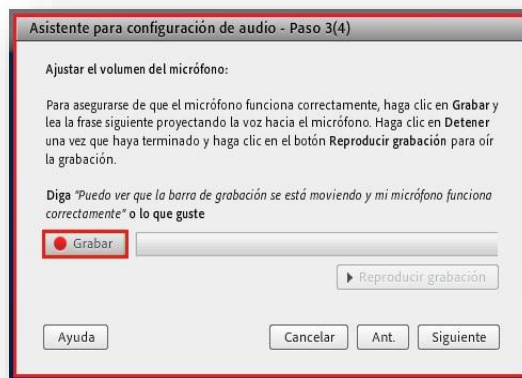 Asistente para configuración de audio - Paso 3(4)
Ajustar el volumen del micrófono:
Para asegurarse de que el micrófono funciona correctamente, haga clic en Grabar y
lea la frase siguiente proyectando la voz hacia el micrófono. Haga clic en Detener
una vez que haya terminado y haga clic en el botón Reproducir grabación para oír
la grabación.
Diga "Puedo ver que la barra de grabación se está moviendo y mi micrófono funciona
correctamente" o lo que guste
Grabar
Reproducir grabación
Ayuda Cancelar Ant. Siguiente